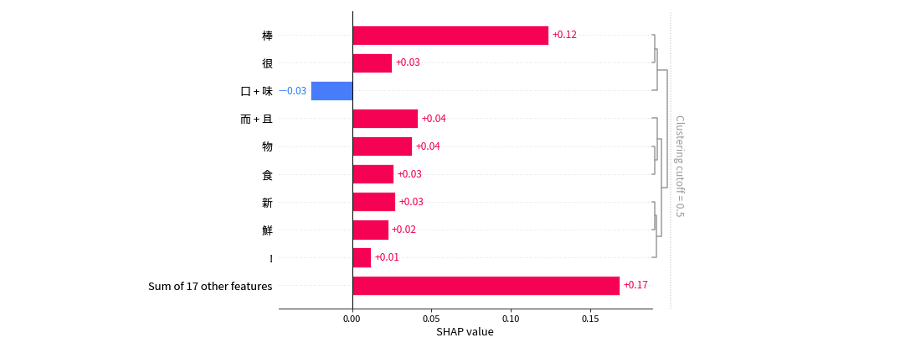 棒 +0.12
很 +0.03
口 + 味 −0.03
而 + 且 +0.04
物 +0.04
食 +0.03
新 +0.03
鮮 +0.02
! +0.01
Sum of 17 other features +0.17
0.00 0.05 0.10 0.15
SHAP value
Clustering cutoff = 0.5